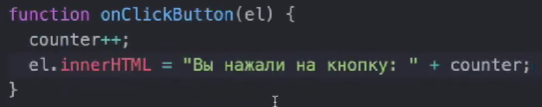 function onClickButton(el) {
  counter++;
  el.innerHTML = "Вы нажали на кнопку: " + counter;
}